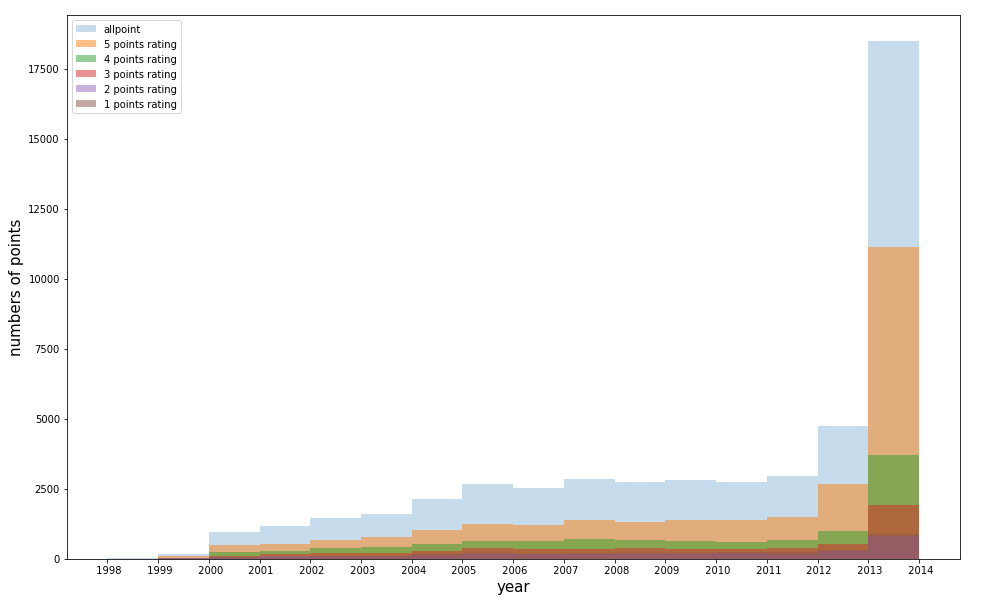 allpoint
5 points rating
4 points rating
3 points rating
2 points rating
1 points rating
17500
15000
12500
10000
7500
5000
2500
0
numbers of points
1998 1999 2000 2001 2002 2003 2004 2005 2006 2007 2008 2009 2010 2011 2012 2013 2014
year